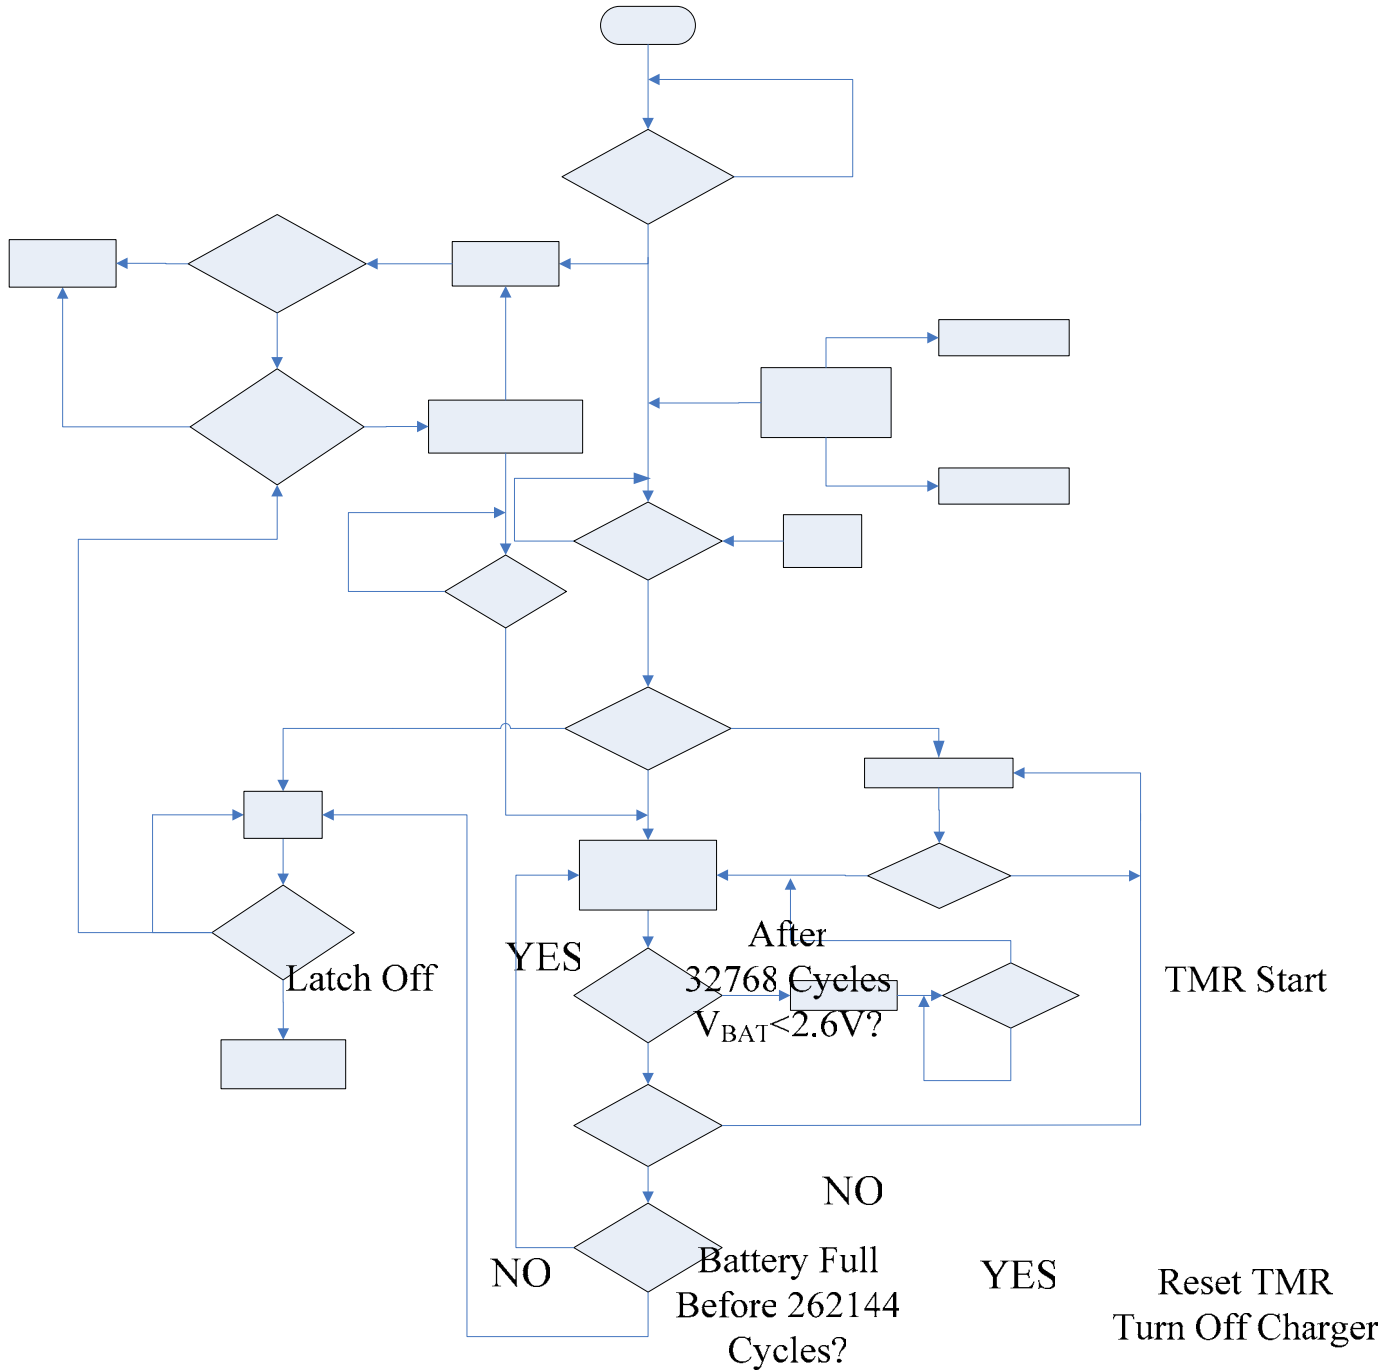 YES
After
32768 Cycles
V_BAT<2.6V?
Latch Off
TMR Start
NO
NO
Battery Full
Before 262144
Cycles?
YES
Reset TMR
Turn Off Charger